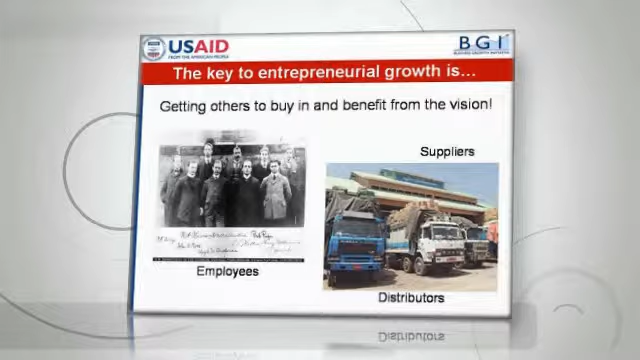 USAID
FROM THE AMERICAN PEOPLE
BGI
The key to entrepreneurial growth is…
Getting others to buy in and benefit from the vision!
Suppliers
Employees
Distributors